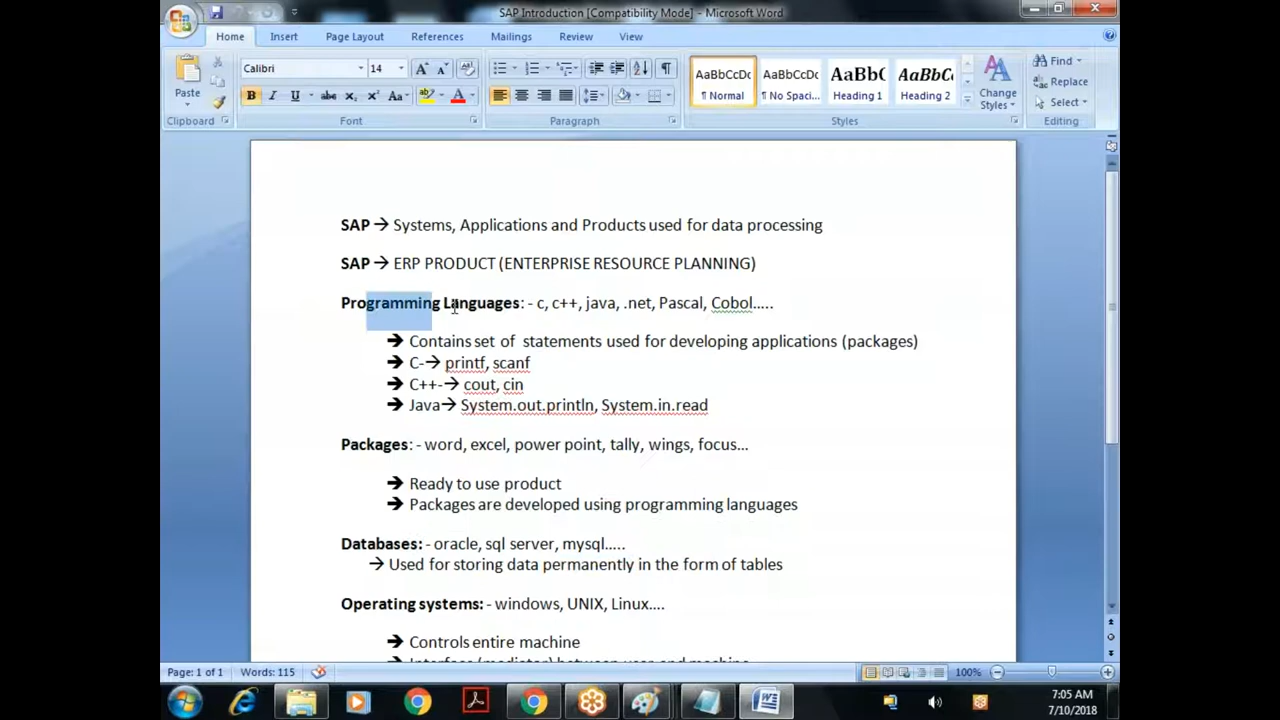 SAP Introduction [Compatibility Mode] - Microsoft Word
Home Insert Page Layout References Mailings Review View
Calibri 14 Find
Paste AaBbCcDc AaBbCcDc AaBbC AaBbC Replace
¶ Normal ¶ No Spaci... Heading 1 Heading 2 Change Styles Select
Clipboard Font Paragraph Styles Editing
SAP → Systems, Applications and Products used for data processing
SAP → ERP PRODUCT (ENTERPRISE RESOURCE PLANNING)
Programming Languages: - c, c++, java, .net, Pascal, Cobol.....
➔ Contains set of statements used for developing applications (packages)
➔ C-→ printf, scanf
➔ C++-→ cout, cin
➔ Java→ System.out.println, System.in.read
Packages: - word, excel, power point, tally, wings, focus...
➔ Ready to use product
➔ Packages are developed using programming languages
Databases: - oracle, sql server, mysql.....
→ Used for storing data permanently in the form of tables
Operating systems: - windows, UNIX, Linux....
➔ Controls entire machine
➔ Interface (mediator) between user and machine
Page: 1 of 1 Words: 115 100%
7:05 AM
7/10/2018